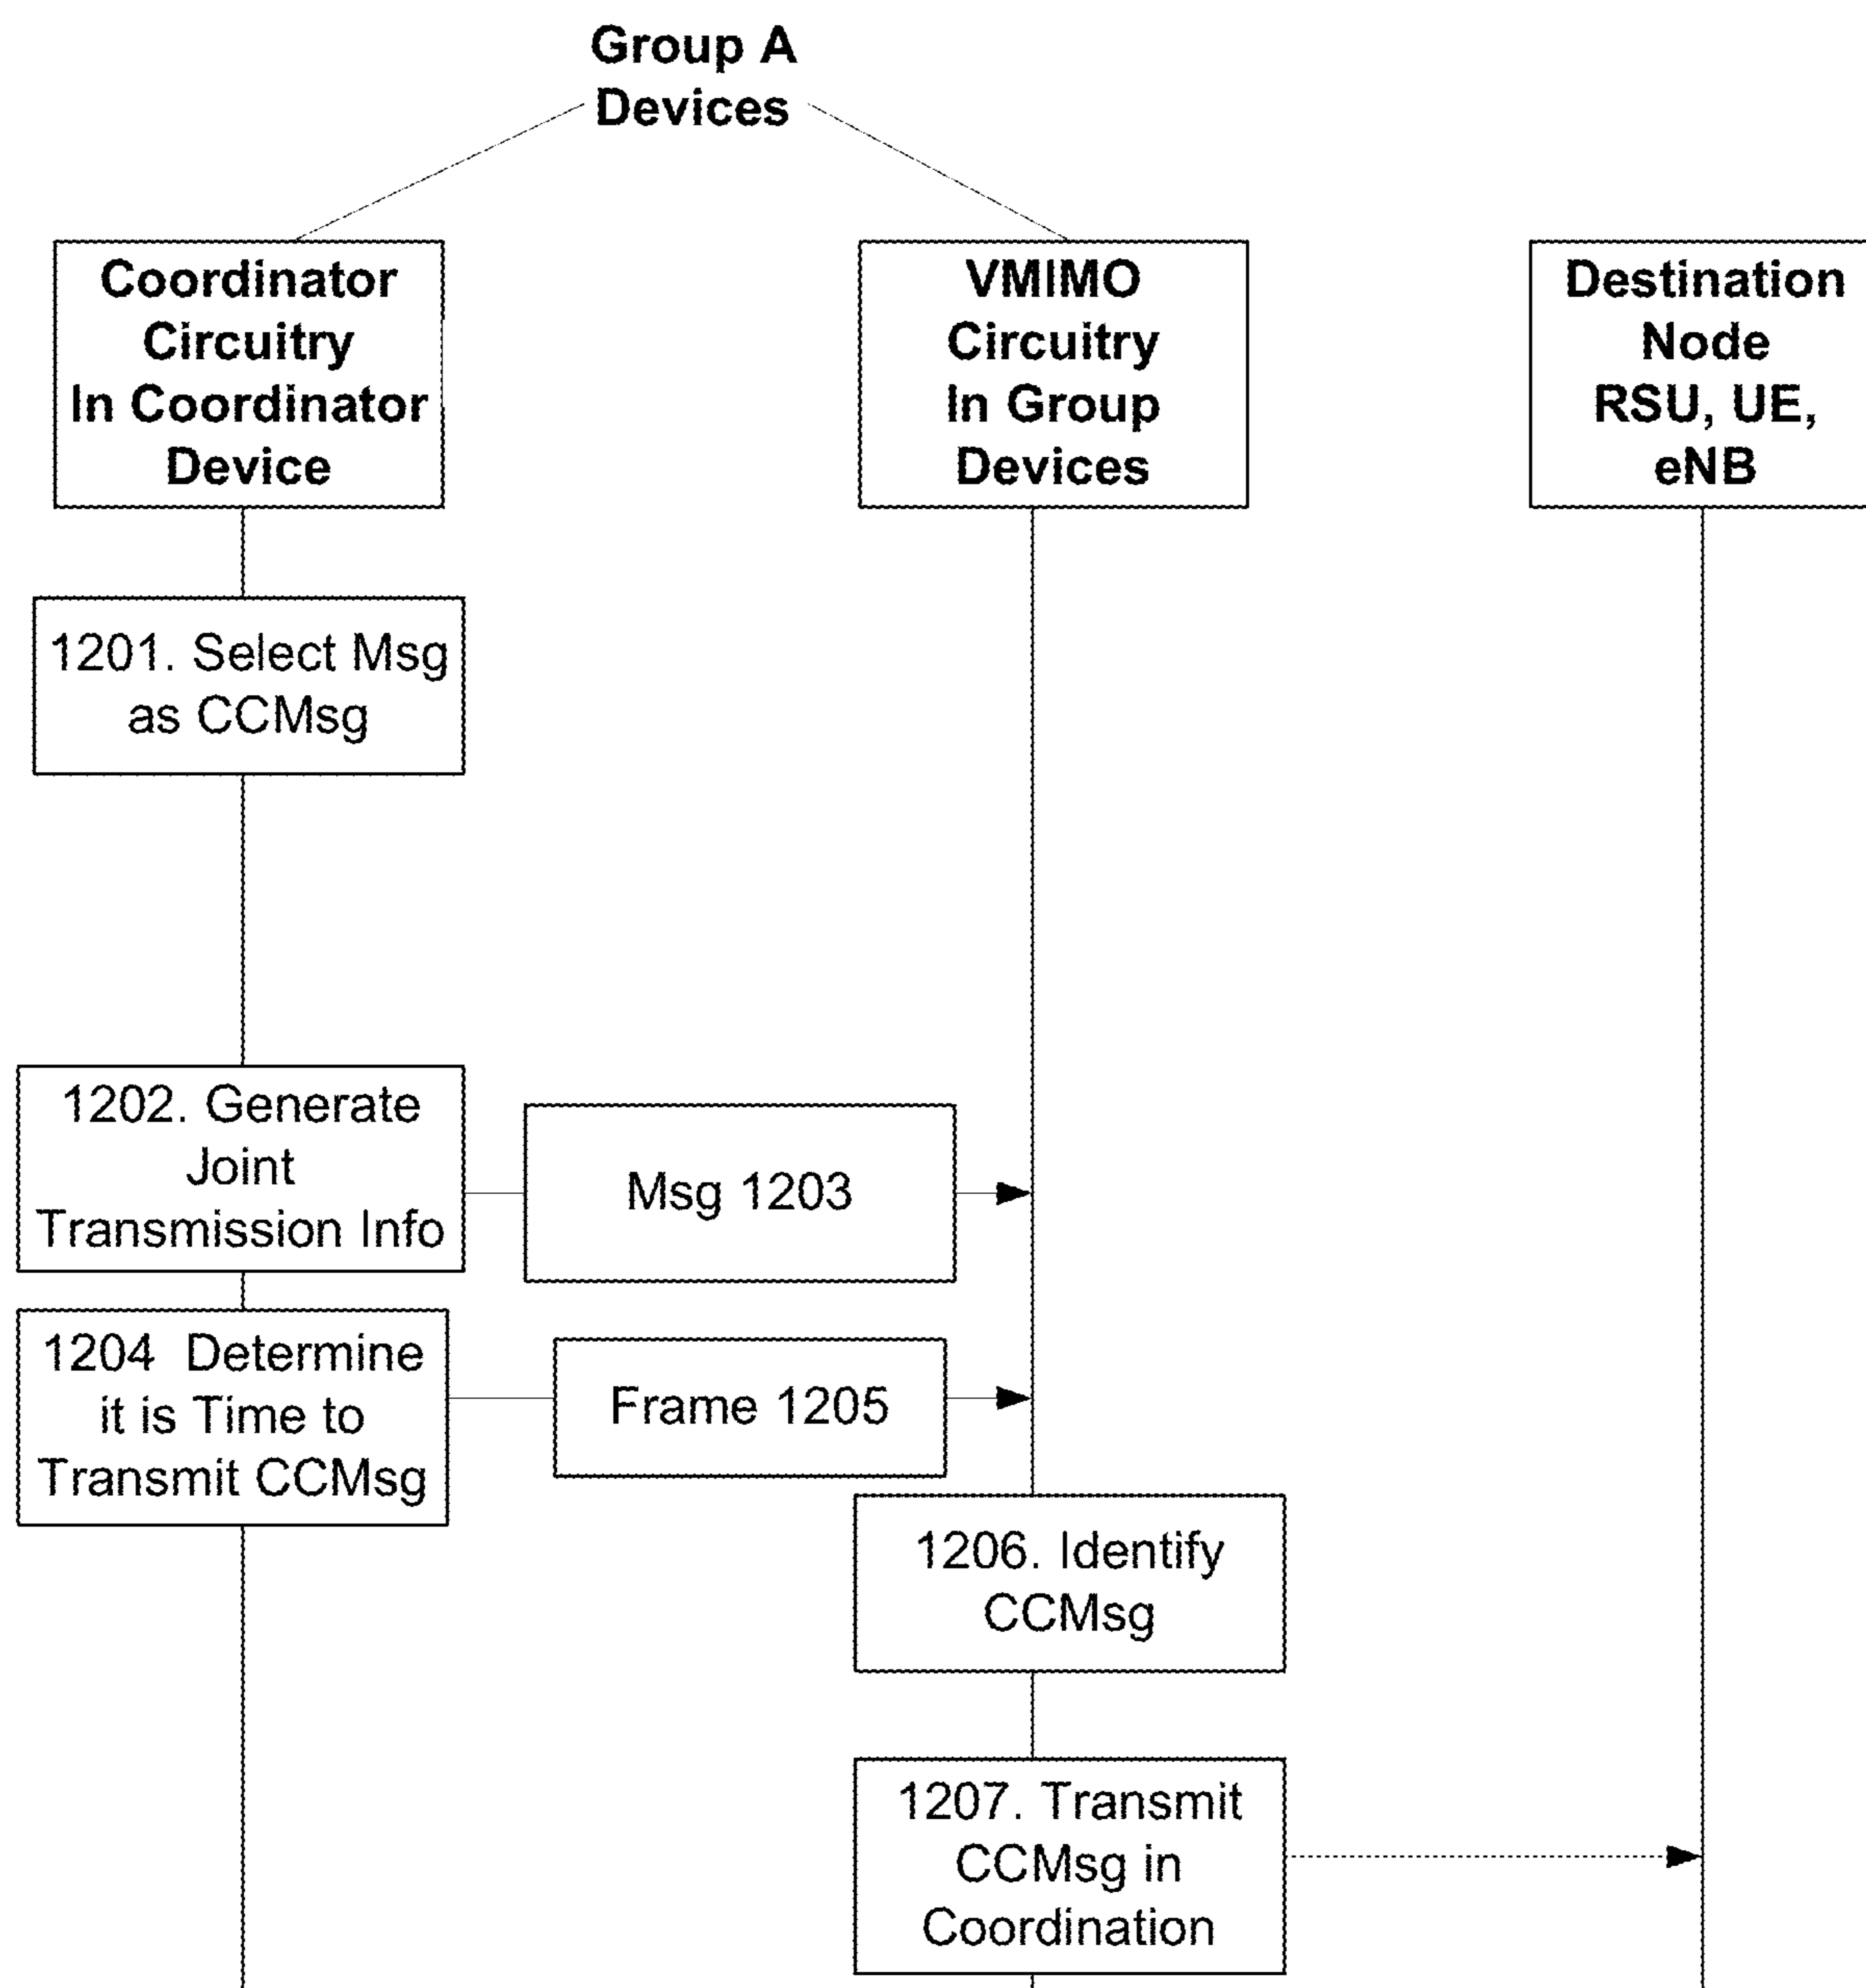 Group A
Devices
Coordinator
Circuitry
In Coordinator
Device
VMIMO
Circuitry
In Group
Devices
Destination
Node
RSU, UE,
eNB
1201. Select Msg
as CCMsg
1202. Generate
Joint
Transmission Info
Msg 1203
1204 Determine
it is Time to
Transmit CCMsg
Frame 1205
1206. Identify
CCMsg
1207. Transmit
CCMsg in
Coordination